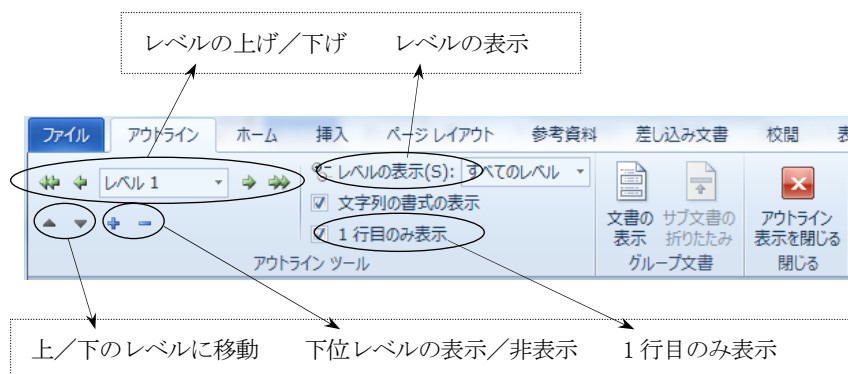 レベルの上げ／下げ　　レベルの表示
ファイル　アウトライン　ホーム　挿入　ページ レイアウト　参考資料　差し込み文書　校閲　表
レベル 1
レベルの表示(S): すべてのレベル
文字列の書式の表示
1 行目のみ表示
アウトライン ツール
文書の
表示
サブ文書の
折りたたみ
グループ文書
アウトライン
表示を閉じる
閉じる
上／下のレベルに移動　　下位レベルの表示／非表示　　1 行目のみ表示